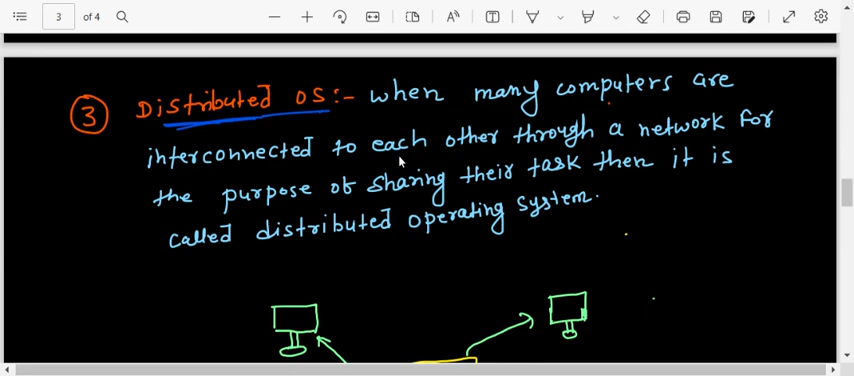 3 of 4
③ Distributed OS:- when many computers are
interconnected to each other through a network for
the purpose of sharing their task then it is
called distributed operating system.